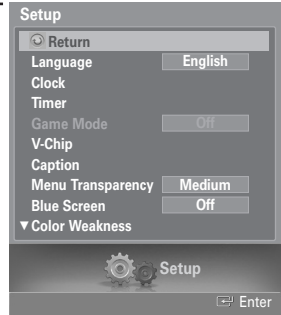 Setup
Return
Language English
Clock
Timer
Game Mode Off
V-Chip
Caption
Menu Transparency Medium
Blue Screen Off
▼ Color Weakness
Setup
Enter